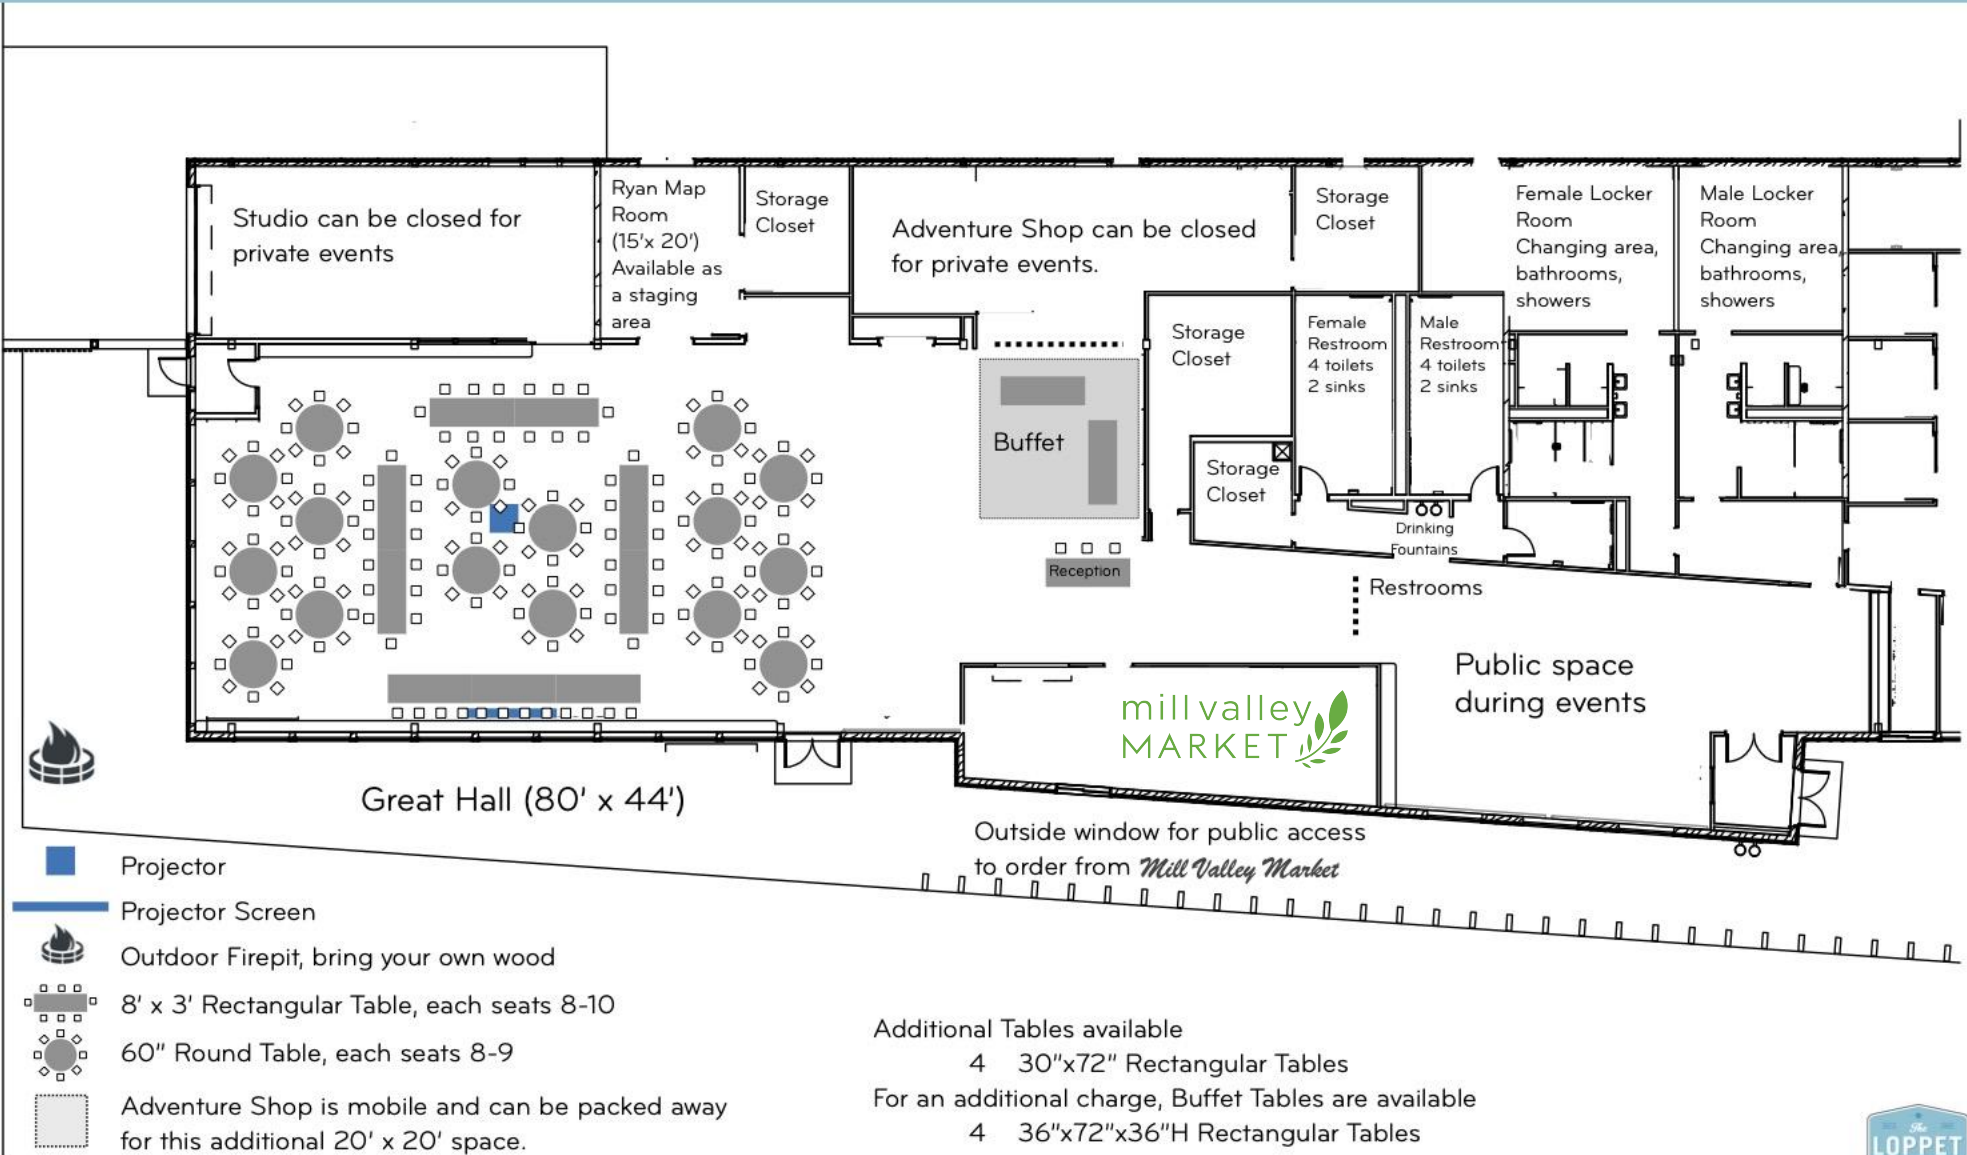 Studio can be closed for
private events
Ryan Map
Room
(15'x 20')
Available as
a staging
area
Storage
Closet
Adventure Shop can be closed
for private events.
Storage
Closet
Female Locker
Room
Changing area,
bathrooms,
showers
Male Locker
Room
Changing area,
bathrooms,
showers
Storage
Closet
Female
Restroom
4 toilets
2 sinks
Male
Restroom
4 toilets
2 sinks
Buffet
Storage
Closet
Drinking
Fountains
Reception
Restrooms
Public space
during events
mill valley
MARKET
Great Hall (80' x 44')
Outside window for public access
to order from Mill Valley Market
Projector
Projector Screen
Outdoor Firepit, bring your own wood
8' x 3' Rectangular Table, each seats 8-10
60" Round Table, each seats 8-9
Adventure Shop is mobile and can be packed away
for this additional 20' x 20' space.
Additional Tables available
4 30"x72" Rectangular Tables
For an additional charge, Buffet Tables are available
4 36"x72"x36"H Rectangular Tables
The
LOPPET